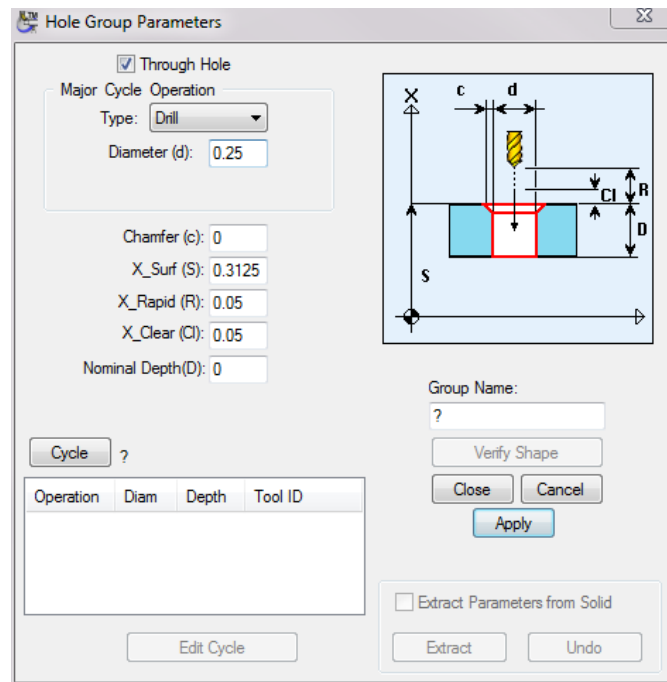 Hole Group Parameters
Through Hole
Major Cycle Operation
Type: Drill
Diameter (d): 0.25
Chamfer (c): 0
X_Surf (S): 0.3125
X_Rapid (R): 0.05
X_Clear (Cl): 0.05
Nominal Depth(D): 0
X c d
Cl R
D
S
Group Name:
?
Cycle ?
Verify Shape
Close Cancel
Apply
Operation Diam Depth Tool ID
Edit Cycle
Extract Parameters from Solid
Extract Undo